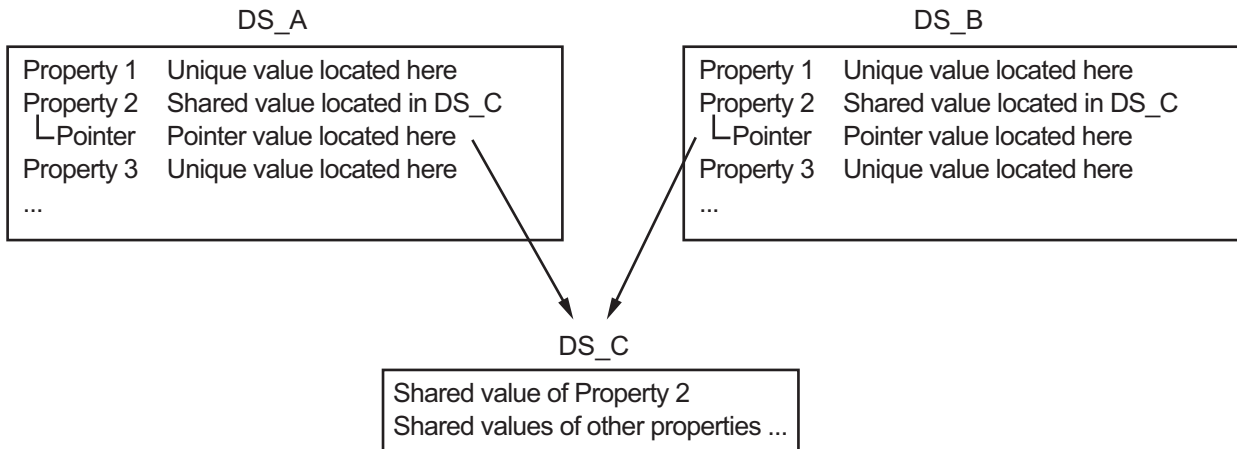 DS_A
Property 1 Unique value located here
Property 2 Shared value located in DS_C
Pointer Pointer value located here
Property 3 Unique value located here
...
DS_B
Property 1 Unique value located here
Property 2 Shared value located in DS_C
Pointer Pointer value located here
Property 3 Unique value located here
...
DS_C
Shared value of Property 2
Shared values of other properties ...